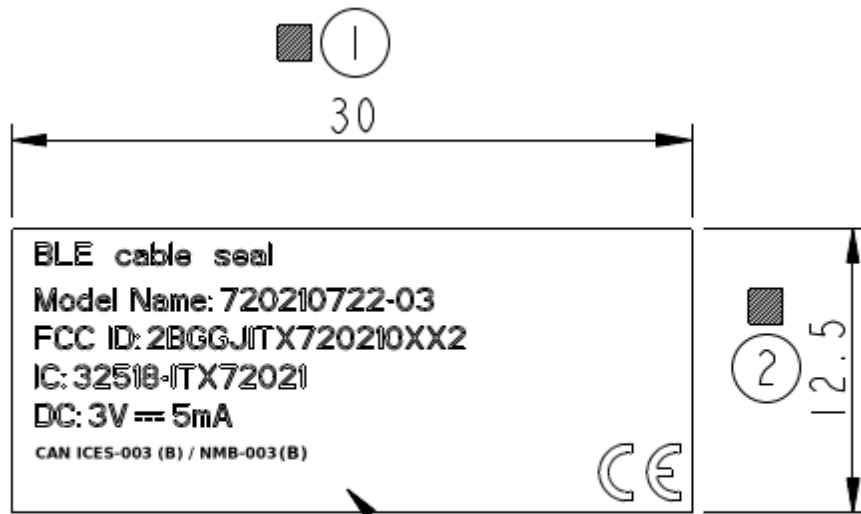 1
30
BLE cable seal
Model Name: 720210722-03
FCC ID: 2BGGJITX720210XX2
IC: 32518-ITX72021
DC: 3V ⎓ 5mA
CAN ICES-003 (B) / NMB-003(B)
CE
2
12.5